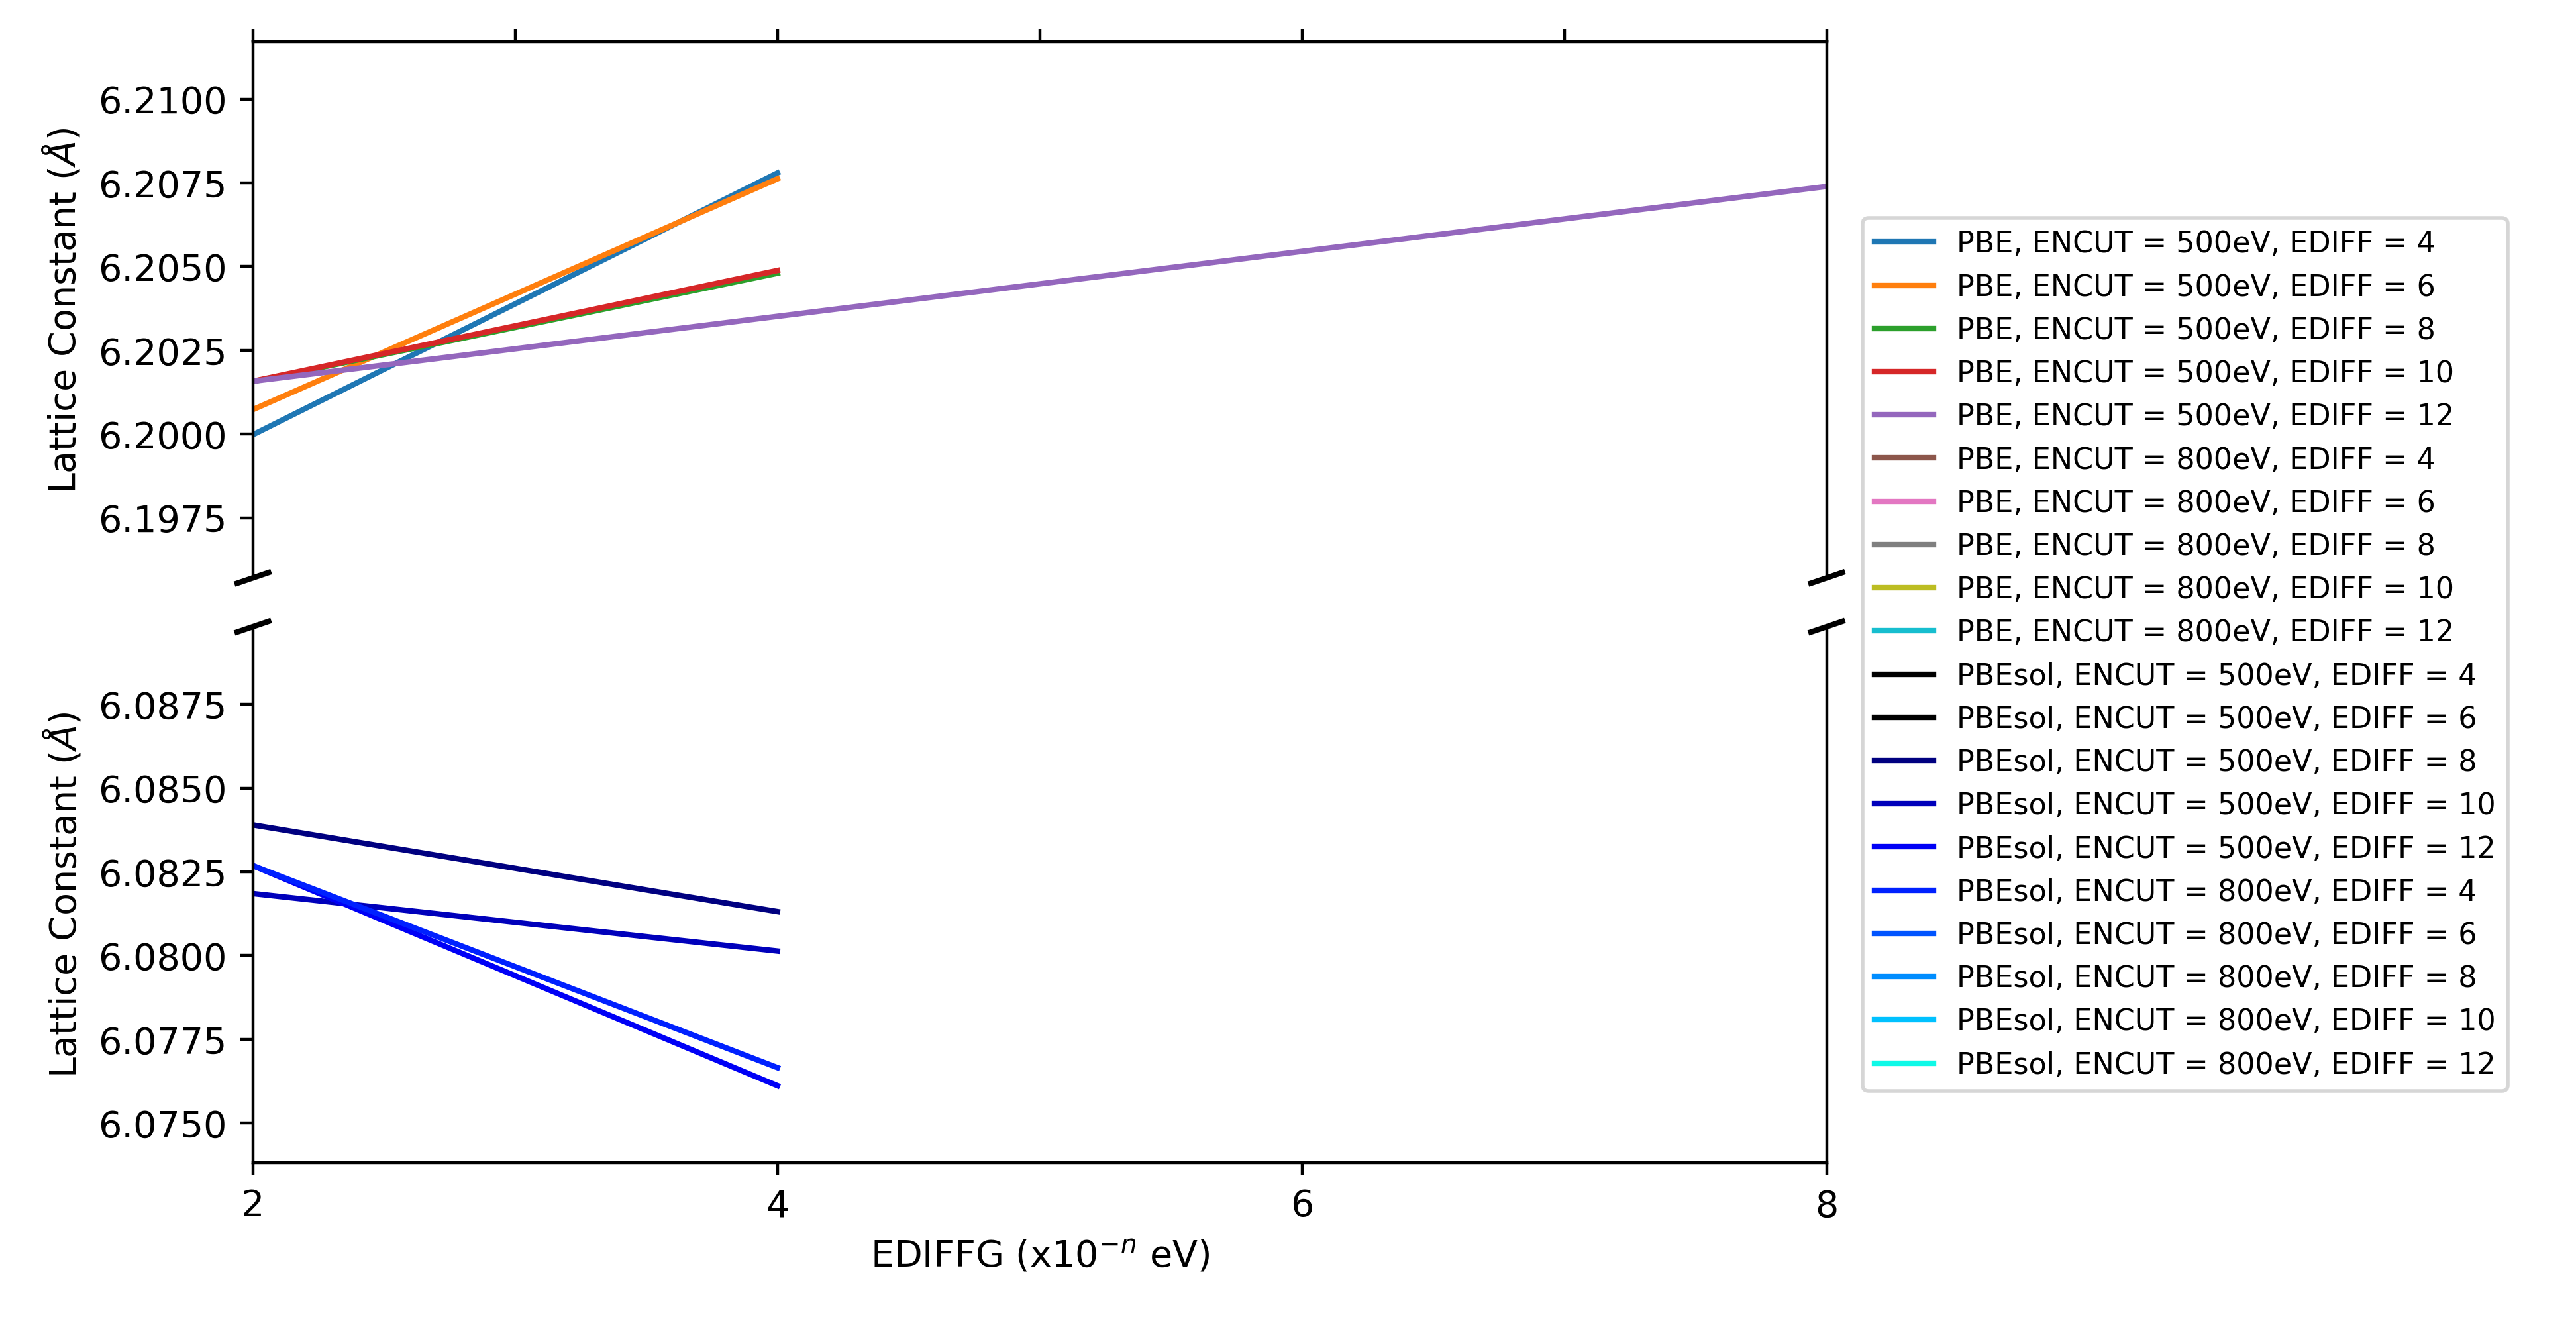 Lattice Constant (Å)
6.2100
6.2075
6.2050
6.2025
6.2000
6.1975
Lattice Constant (Å)
6.0875
6.0850
6.0825
6.0800
6.0775
6.0750
2 4 6 8
EDIFFG (x10⁻ⁿ eV)
PBE, ENCUT = 500eV, EDIFF = 4
PBE, ENCUT = 500eV, EDIFF = 6
PBE, ENCUT = 500eV, EDIFF = 8
PBE, ENCUT = 500eV, EDIFF = 10
PBE, ENCUT = 500eV, EDIFF = 12
PBE, ENCUT = 800eV, EDIFF = 4
PBE, ENCUT = 800eV, EDIFF = 6
PBE, ENCUT = 800eV, EDIFF = 8
PBE, ENCUT = 800eV, EDIFF = 10
PBE, ENCUT = 800eV, EDIFF = 12
PBEsol, ENCUT = 500eV, EDIFF = 4
PBEsol, ENCUT = 500eV, EDIFF = 6
PBEsol, ENCUT = 500eV, EDIFF = 8
PBEsol, ENCUT = 500eV, EDIFF = 10
PBEsol, ENCUT = 500eV, EDIFF = 12
PBEsol, ENCUT = 800eV, EDIFF = 4
PBEsol, ENCUT = 800eV, EDIFF = 6
PBEsol, ENCUT = 800eV, EDIFF = 8
PBEsol, ENCUT = 800eV, EDIFF = 10
PBEsol, ENCUT = 800eV, EDIFF = 12